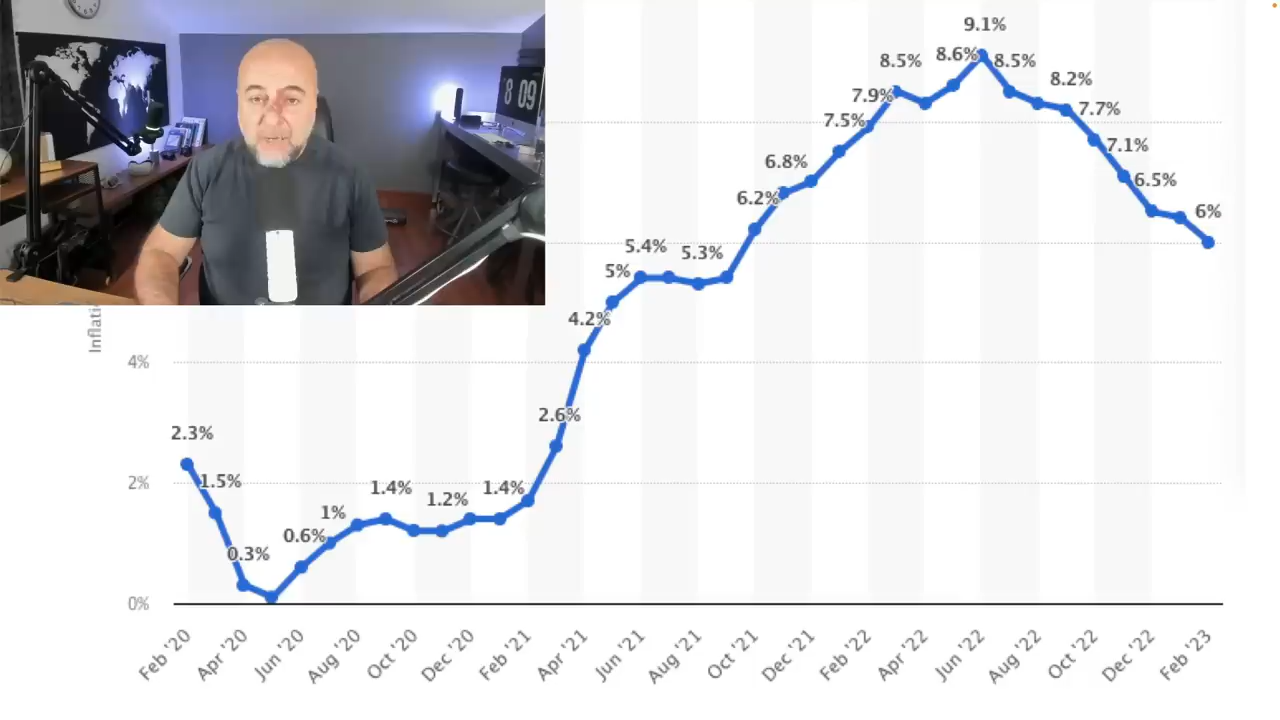 8 09
9.1%
8.5%
8.6%
8.5%
8.2%
7.9%
7.7%
7.5%
7.1%
6.8%
6.5%
6.2%
6%
5.4%
5.3%
5%
4.2%
Inflati
4%
2.6%
2.3%
1.5%
2%
1.4%
1.2%
1.4%
1%
0.6%
0.3%
0%
Feb '20
Apr '20
Jun '20
Aug '20
Oct '20
Dec '20
Feb '21
Apr '21
Jun '21
Aug '21
Oct '21
Dec '21
Feb '22
Apr '22
Jun '22
Aug '22
Oct '22
Dec '22
Feb '23